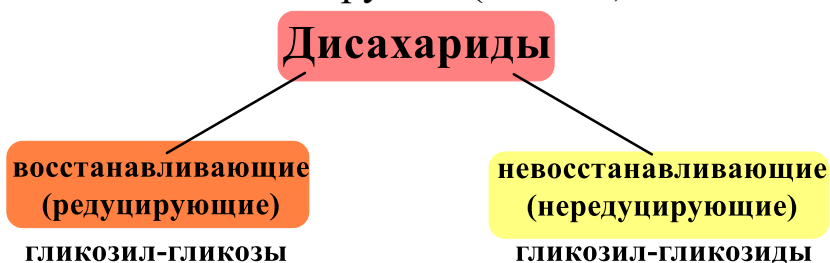 Дисахариды
восстанавливающие
(редуцирующие)
невосстанавливающие
(нередуцирующие)
гликозил-гликозы
гликозил-гликозиды